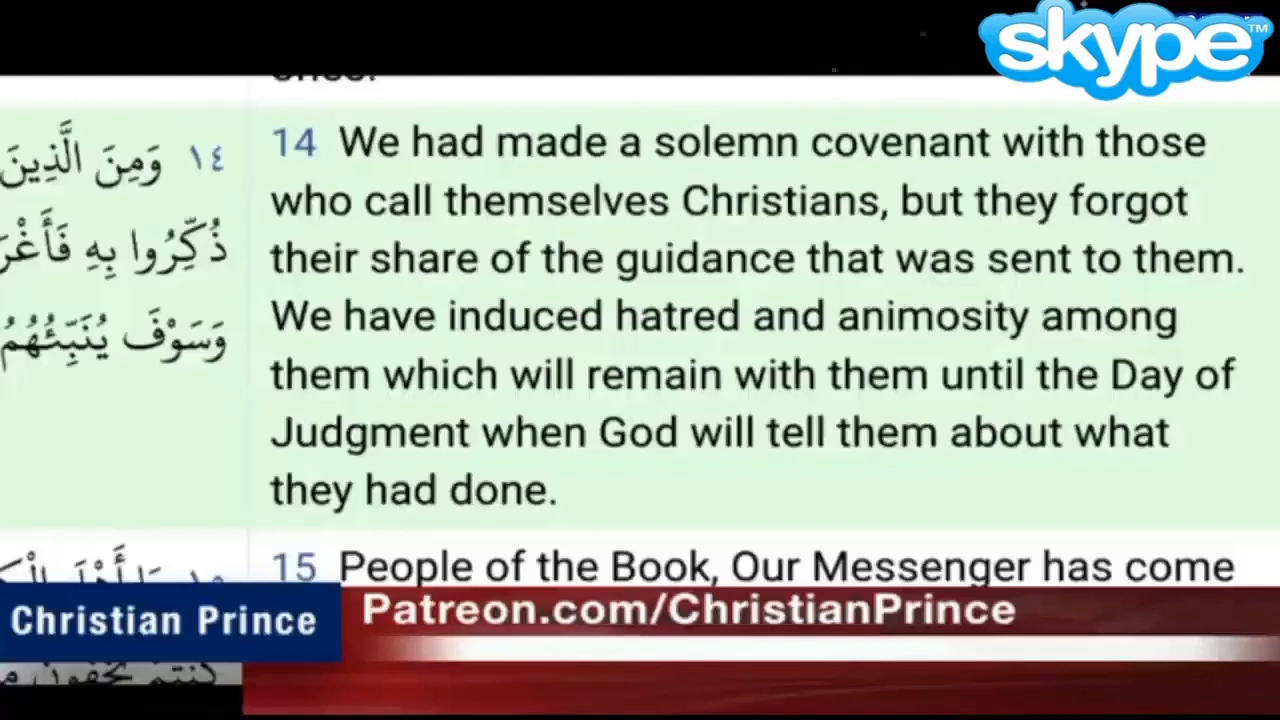 skype™
14 We had made a solemn covenant with those
who call themselves Christians, but they forgot
their share of the guidance that was sent to them.
We have induced hatred and animosity among
them which will remain with them until the Day of
Judgment when God will tell them about what
they had done.
١٤ وَمِنَ الَّذِينَ
ذُكِّرُوا بِهِ
وَسَوْفَ يُنَبِّئُهُمُ
15 People of the Book, Our Messenger has come
Christian Prince
Patreon.com/ChristianPrince